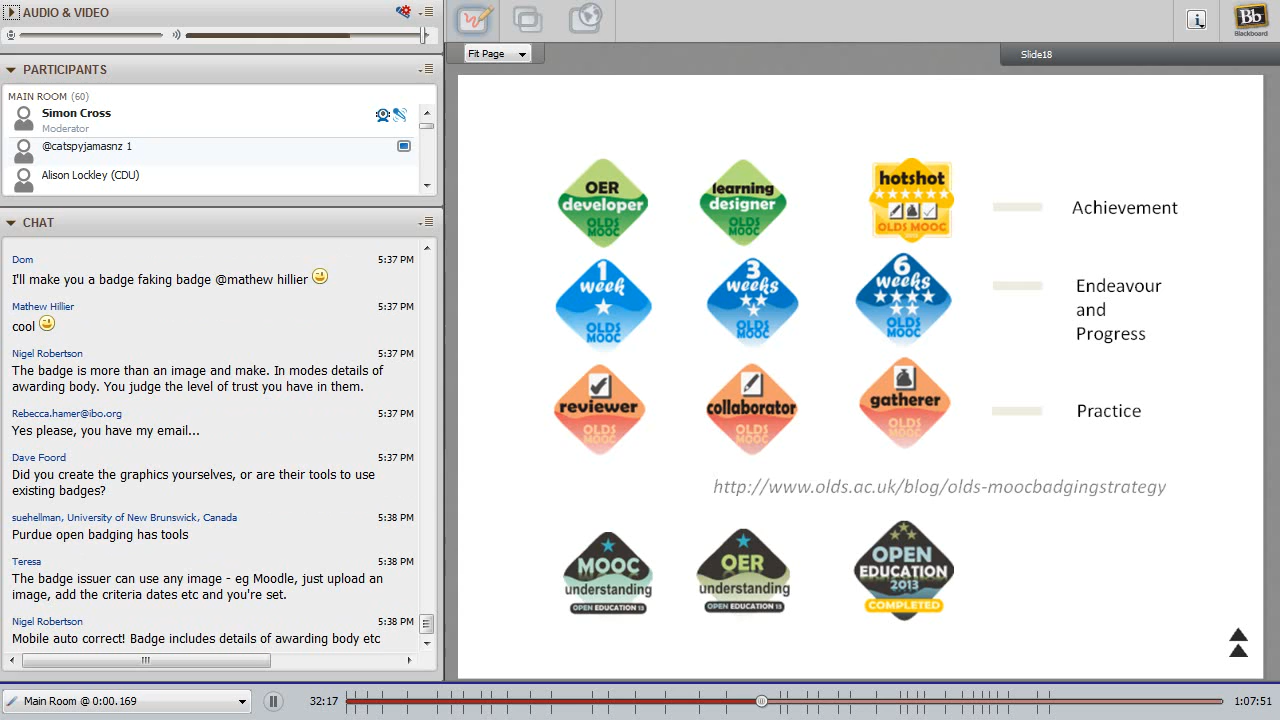 AUDIO & VIDEO
PARTICIPANTS
MAIN ROOM (60)
Simon Cross
Moderator
@catspyjamasnz 1
Alison Lockley (CDU)
CHAT
Dom 5:37 PM
I'll make you a badge faking badge @mathew hillier
Mathew Hillier 5:37 PM
cool
Nigel Robertson 5:37 PM
The badge is more than an image and make. In modes details of
awarding body. You judge the level of trust you have in them.
5:37 PM
Yes please, you have my email...
Dave Foord 5:37 PM
Did you create the graphics yourselves, or are their tools to use
existing badges?
suehellman, University of New Brunswick, Canada 5:38 PM
Purdue open badging has tools
Teresa 5:38 PM
The badge issuer can use any image - eg Moodle, just upload an
image, plus for criteria dates etc and you're set.
Nigel Robertson 5:38 PM
Mobile auto correct! Badge includes details of awarding body etc
Main Room @ 0:00.169
Fit Page
Slide18
Bb
Blackboard
OER
developer
OLDS
MOOC
learning
designer
OLDS
MOOC
hotshot
OLDS MOOC
Achievement
1
week
OLDS
MOOC
3
weeks
OLDS
MOOC
6
weeks
OLDS
MOOC
Endeavour
and
Progress
reviewer
OLDS
MOOC
collaborator
OLDS
MOOC
gatherer
OLDS
MOOC
Practice
http://www.olds.ac.uk/blog/olds-moocbadgingstrategy
MOOC
understanding
OPEN EDUCATION 13
OER
understanding
OPEN EDUCATION 13
OPEN
EDUCATION
2013
COMPLETED
32:17
1:07:51